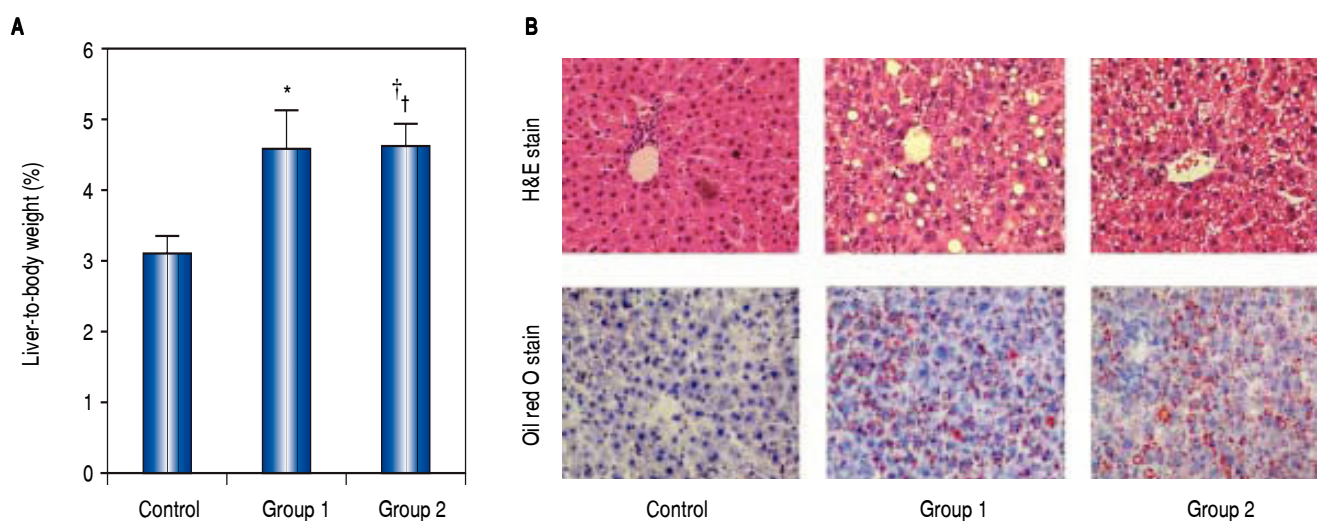 A
Liver-to-body weight (%)
6
5
4
3
2
1
0
*
†
†
Control
Group 1
Group 2
B
H&E stain
Oil red O stain
Control
Group 1
Group 2